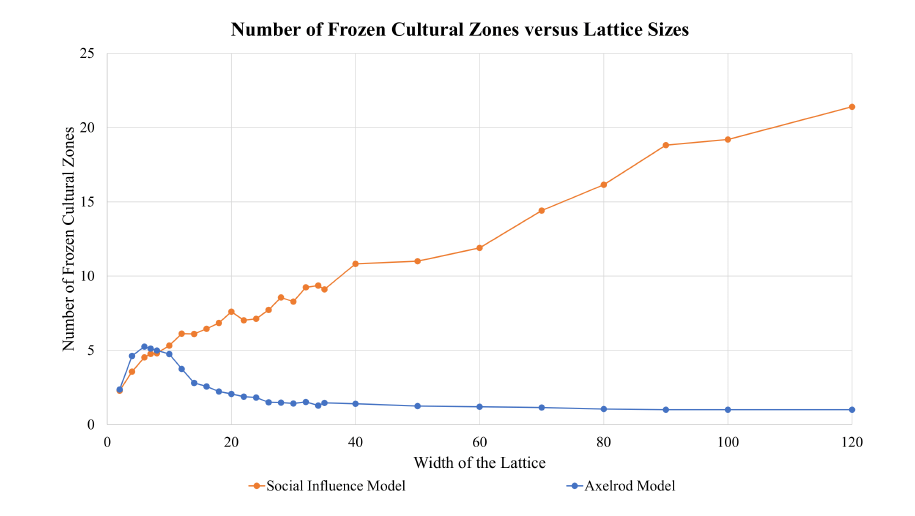 Number of Frozen Cultural Zones versus Lattice Sizes
25
20
15
10
5
0
Number of Frozen Cultural Zones
0 20 40 60 80 100 120
Width of the Lattice
Social Influence Model Axelrod Model